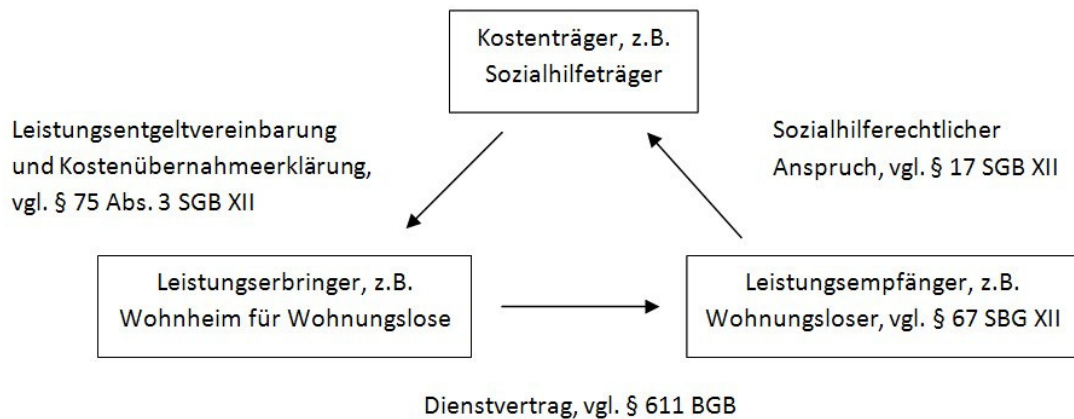 Kostenträger, z.B.
Sozialhilfeträger
Leistungsentgeltvereinbarung
und Kostenübernahmeerklärung,
vgl. § 75 Abs. 3 SGB XII
Sozialhilferechtlicher
Anspruch, vgl. § 17 SGB XII
Leistungserbringer, z.B.
Wohnheim für Wohnungslose
Leistungsempfänger, z.B.
Wohnungsloser, vgl. § 67 SBG XII
Dienstvertrag, vgl. § 611 BGB